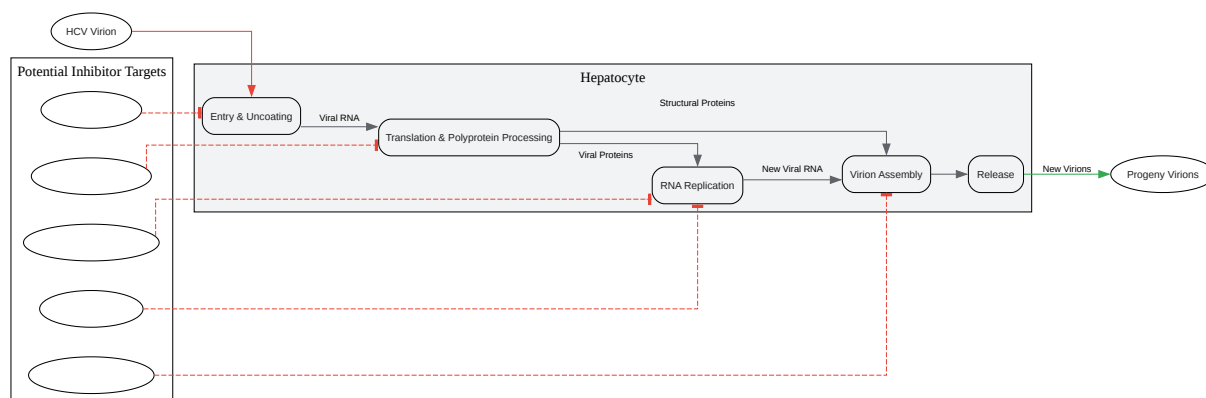 HCV Virion
Potential Inhibitor Targets
Hepatocyte
Structural Proteins
Entry & Uncoating
Viral RNA
Translation & Polyprotein Processing
Viral Proteins
RNA Replication
New Viral RNA
Virion Assembly
Release
New Virions
Progeny Virions